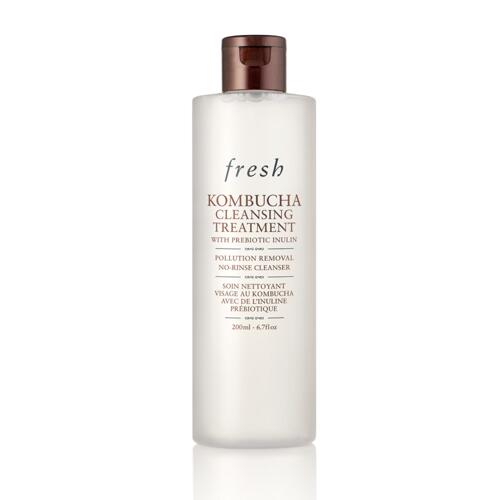 fresh
KOMBUCHA
CLEANSING
TREATMENT
WITH PREBIOTIC INULIN
POLLUTION REMOVAL
NO-RINSE CLEANSER
SOIN NETTOYANT
VISAGE AU KOMBUCHA
AVEC DE L'INULINE
PRÉBIOTIQUE
200ml - 6.7fl oz